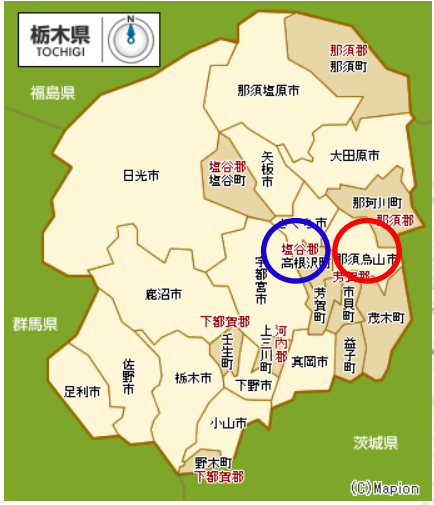 栃木県
TOCHIGI
N
福島県
那須郡
那須町
那須塩原市
大田原市
矢板市
塩谷郡
塩谷町
日光市
那珂川町
那須郡
さくら市
塩谷郡
高根沢町
那須烏山市
芳賀郡
宇都宮市
鹿沼市
芳賀町
市貝町
茂木町
群馬県
下都賀郡
壬生町
上三川町
河内郡
益子町
真岡市
栃木市
佐野市
足利市
下野市
小山市
野木町
下都賀郡
茨城県
(C)Mapion